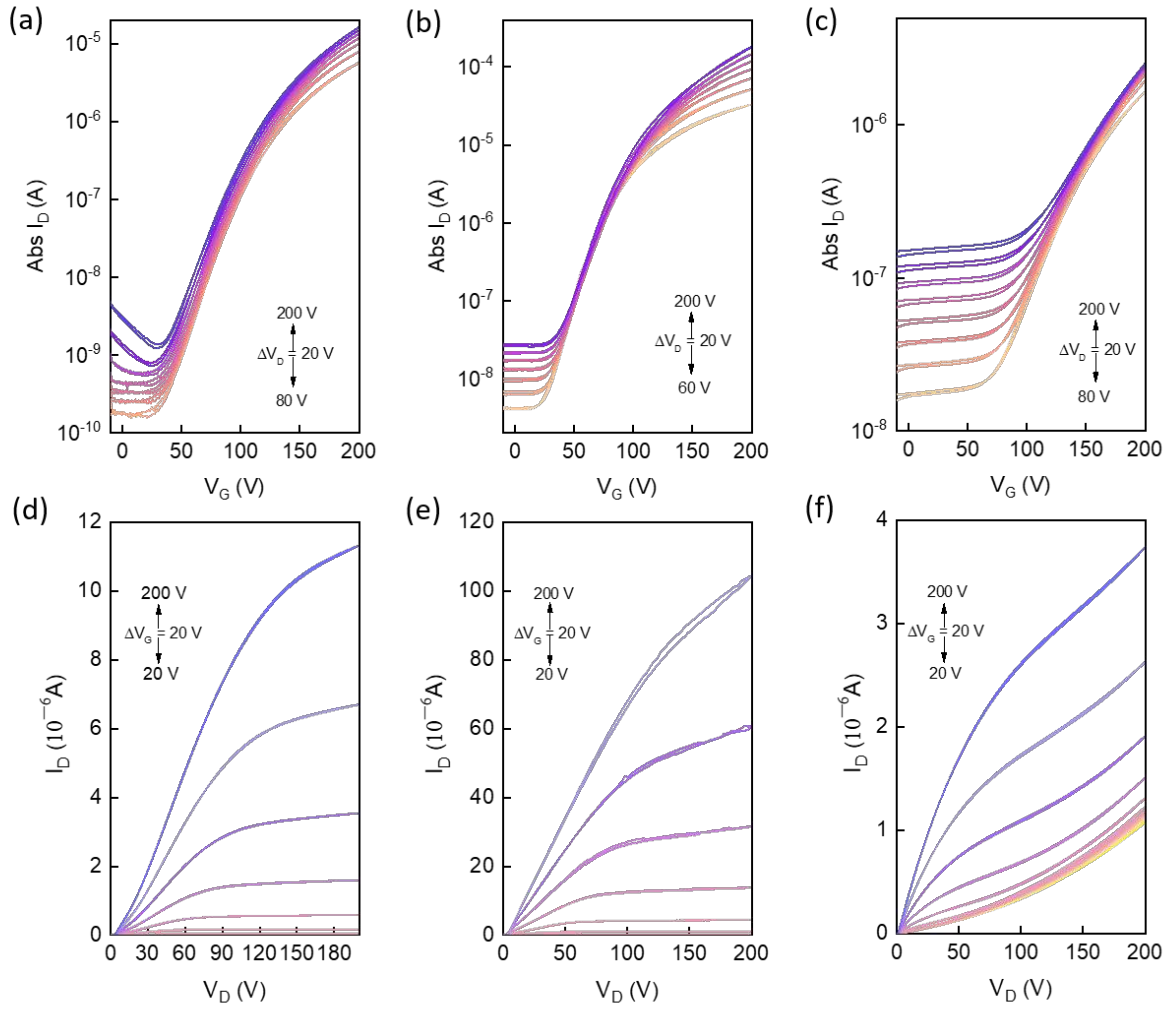 (a)
10⁻⁵
10⁻⁶
10⁻⁷
10⁻⁸
10⁻⁹
10⁻¹⁰
Abs I_D (A)
200 V
ΔV_D = 20 V
80 V
0 50 100 150 200
V_G (V)
(b)
10⁻⁴
10⁻⁵
10⁻⁶
10⁻⁷
10⁻⁸
Abs I_D (A)
200 V
ΔV_D = 20 V
60 V
0 50 100 150 200
V_G (V)
(c)
10⁻⁶
10⁻⁷
10⁻⁸
Abs I_D (A)
200 V
ΔV_D = 20 V
80 V
0 50 100 150 200
V_G (V)
(d)
12
10
8
6
4
2
0
I_D (10⁻⁶A)
200 V
ΔV_G = 20 V
20 V
0 30 60 90 120 150 180
V_D (V)
(e)
120
100
80
60
40
20
0
I_D (10⁻⁶A)
200 V
ΔV_G = 20 V
20 V
0 50 100 150 200
V_D (V)
(f)
4
3
2
1
0
I_D (10⁻⁶A)
200 V
ΔV_G = 20 V
20 V
0 50 100 150 200
V_D (V)